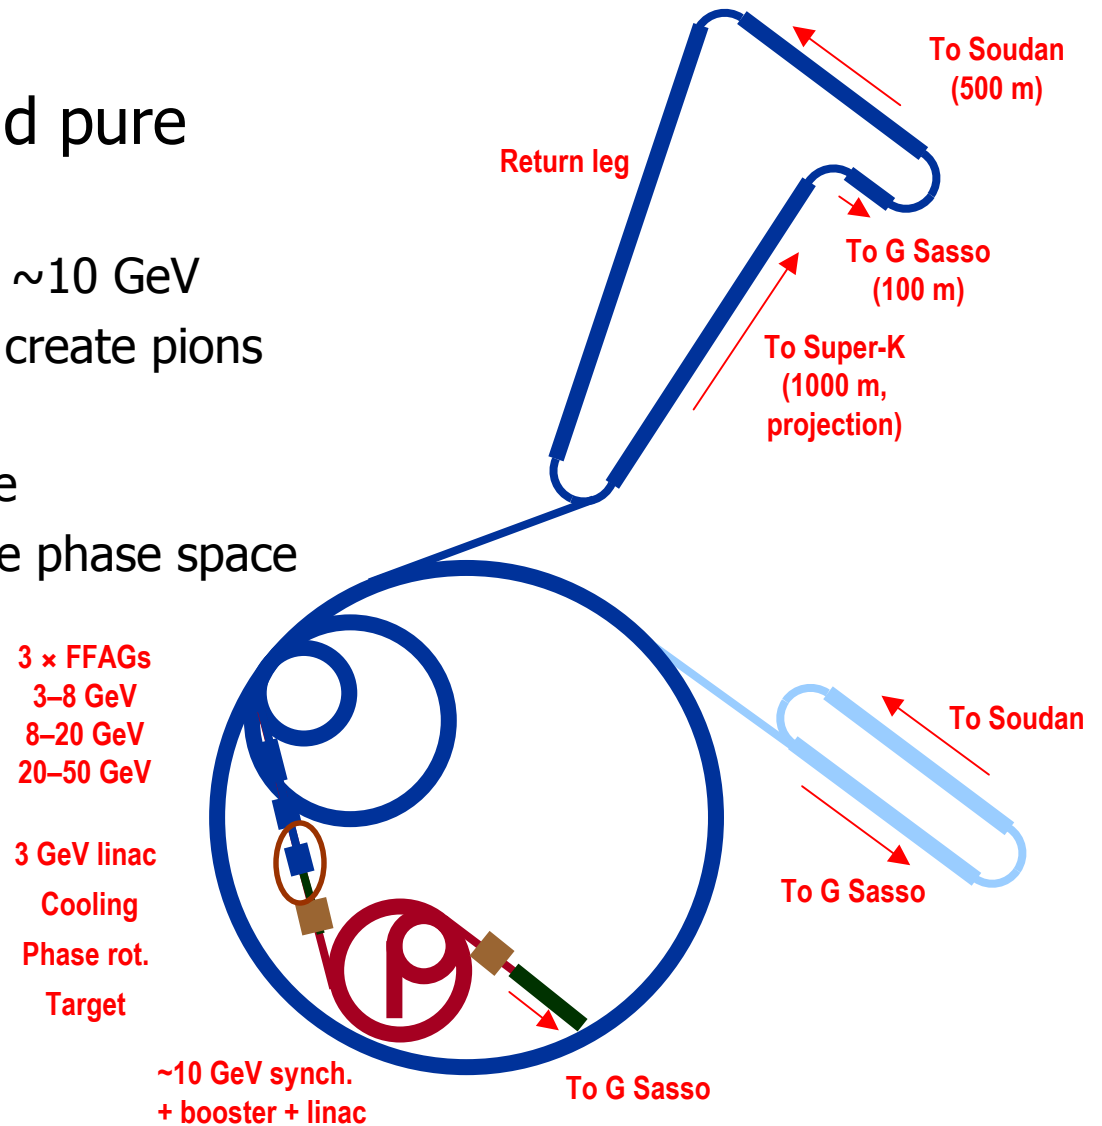 d pure
~10 GeV
create pions
e
e phase space
To Soudan
(500 m)
Return leg
To G Sasso
(100 m)
To Super-K
(1000 m,
projection)
3 × FFAGs
3–8 GeV
8–20 GeV
20–50 GeV
3 GeV linac
Cooling
Phase rot.
Target
~10 GeV synch.
+ booster + linac
To G Sasso
To Soudan
To G Sasso